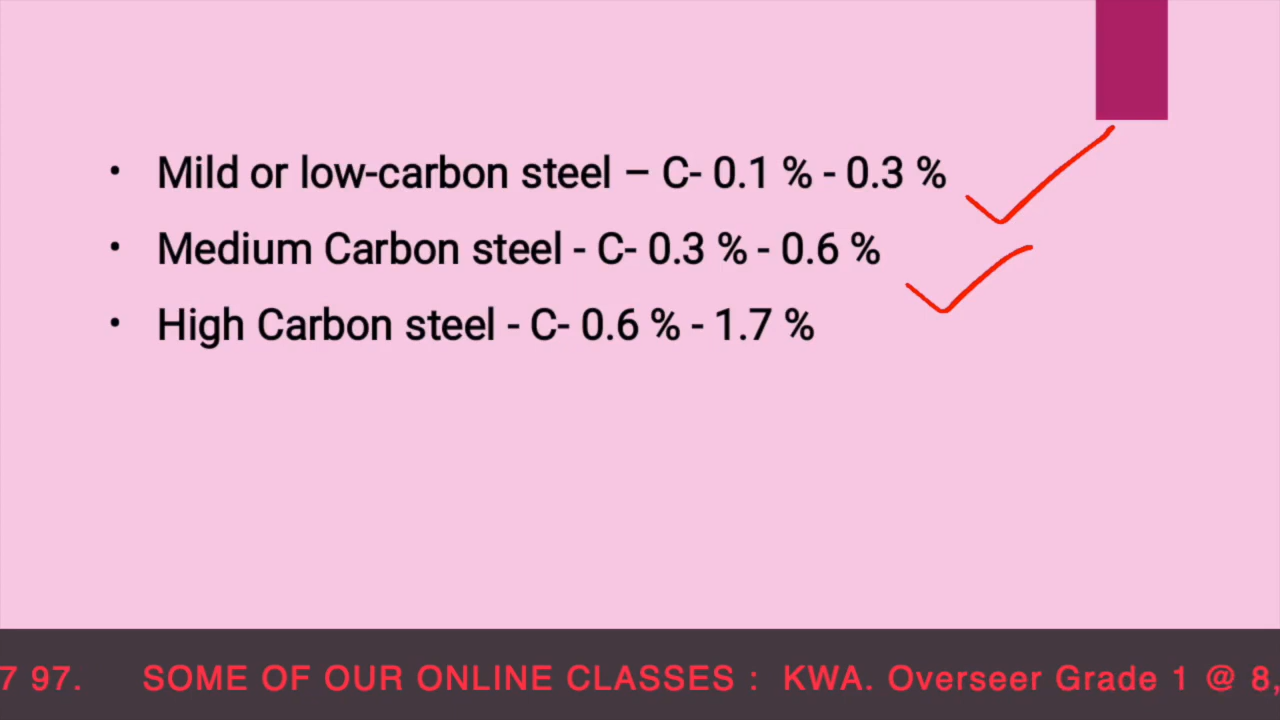 • Mild or low-carbon steel – C- 0.1 % - 0.3 %
• Medium Carbon steel - C- 0.3 % - 0.6 %
• High Carbon steel - C- 0.6 % - 1.7 %
7 97. SOME OF OUR ONLINE CLASSES : KWA. Overseer Grade 1 @ 8,